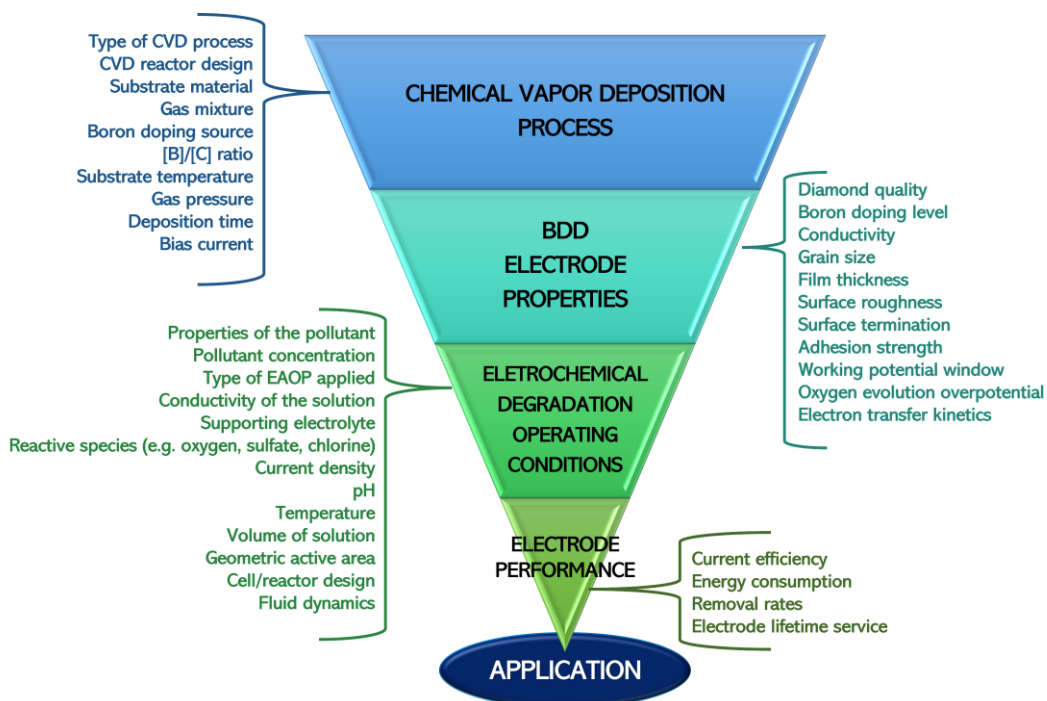 Type of CVD process
CVD reactor design
Substrate material
Gas mixture
Boron doping source
[B]/[C] ratio
Substrate temperature
Gas pressure
Deposition time
Bias current
CHEMICAL VAPOR DEPOSITION
PROCESS
BDD
ELECTRODE
PROPERTIES
Diamond quality
Boron doping level
Conductivity
Grain size
Film thickness
Surface roughness
Surface termination
Adhesion strength
Working potential window
Oxygen evolution overpotential
Electron transfer kinetics
Properties of the pollutant
Pollutant concentration
Type of EAOP applied
Conductivity of the solution
Supporting electrolyte
Reactive species (e.g. oxygen, sulfate, chlorine)
Current density
pH
Temperature
Volume of solution
Geometric active area
Cell/reactor design
Fluid dynamics
ELETROCHEMICAL
DEGRADATION
OPERATING
CONDITIONS
ELECTRODE
PERFORMANCE
Current efficiency
Energy consumption
Removal rates
Electrode lifetime service
APPLICATION